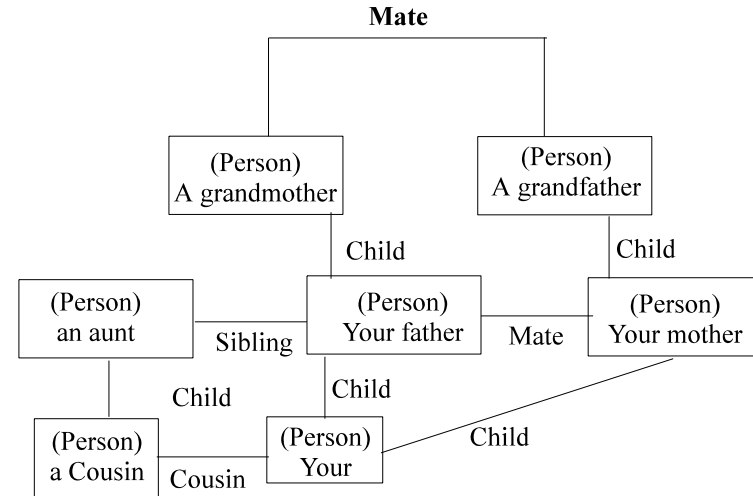 Mate
(Person)
A grandmother
(Person)
A grandfather
Child
Child
(Person)
an aunt
Sibling
(Person)
Your father
Mate
(Person)
Your mother
Child
Child
Child
(Person)
a Cousin
Cousin
(Person)
Your